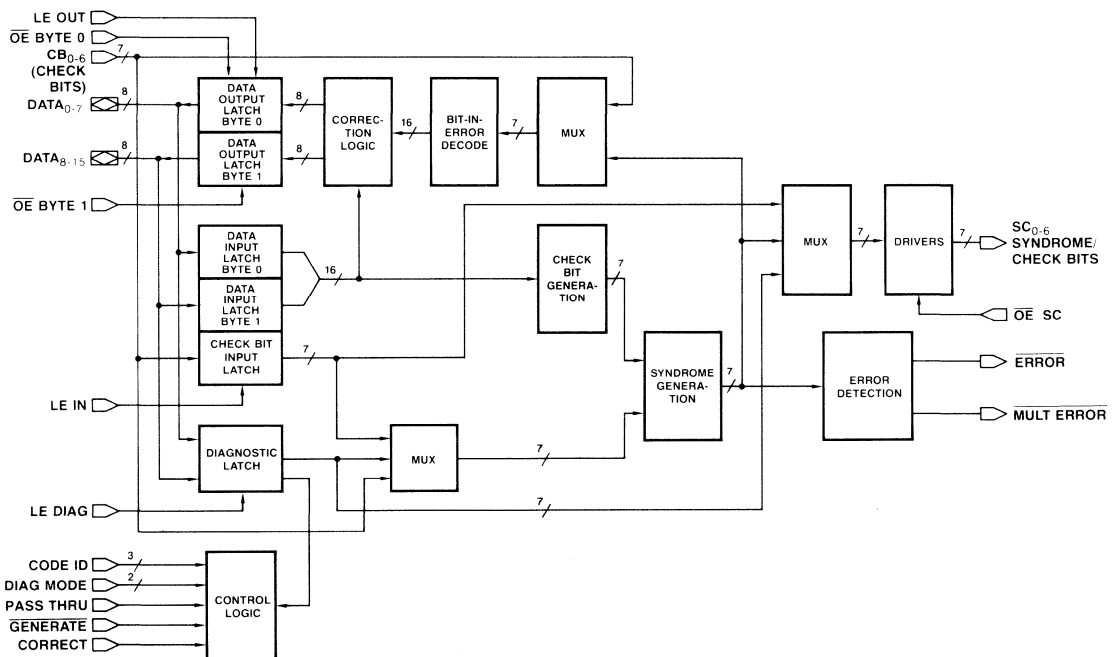 LE OUT
OE BYTE 0
CB0-6
(CHECK
BITS)
7
DATA0-7
8
DATA8-15
8
OE BYTE 1
DATA
OUTPUT
LATCH
BYTE 0
DATA
OUTPUT
LATCH
BYTE 1
8
8
CORREC-
TION
LOGIC
16
BIT-IN-
ERROR
DECODE
7
MUX
DATA
INPUT
LATCH
BYTE 0
DATA
INPUT
LATCH
BYTE 1
16
CHECK BIT
INPUT
LATCH
7
LE IN
CHECK
BIT
GENERA-
TION
7
MUX
7
DRIVERS
7
SC0-6
SYNDROME/
CHECK BITS
OE SC
SYNDROME
GENERA-
TION
7
ERROR
DETECTION
ERROR
MULT ERROR
DIAGNOSTIC
LATCH
MUX
7
7
LE DIAG
CODE ID
3
DIAG MODE
2
PASS THRU
GENERATE
CORRECT
CONTROL
LOGIC